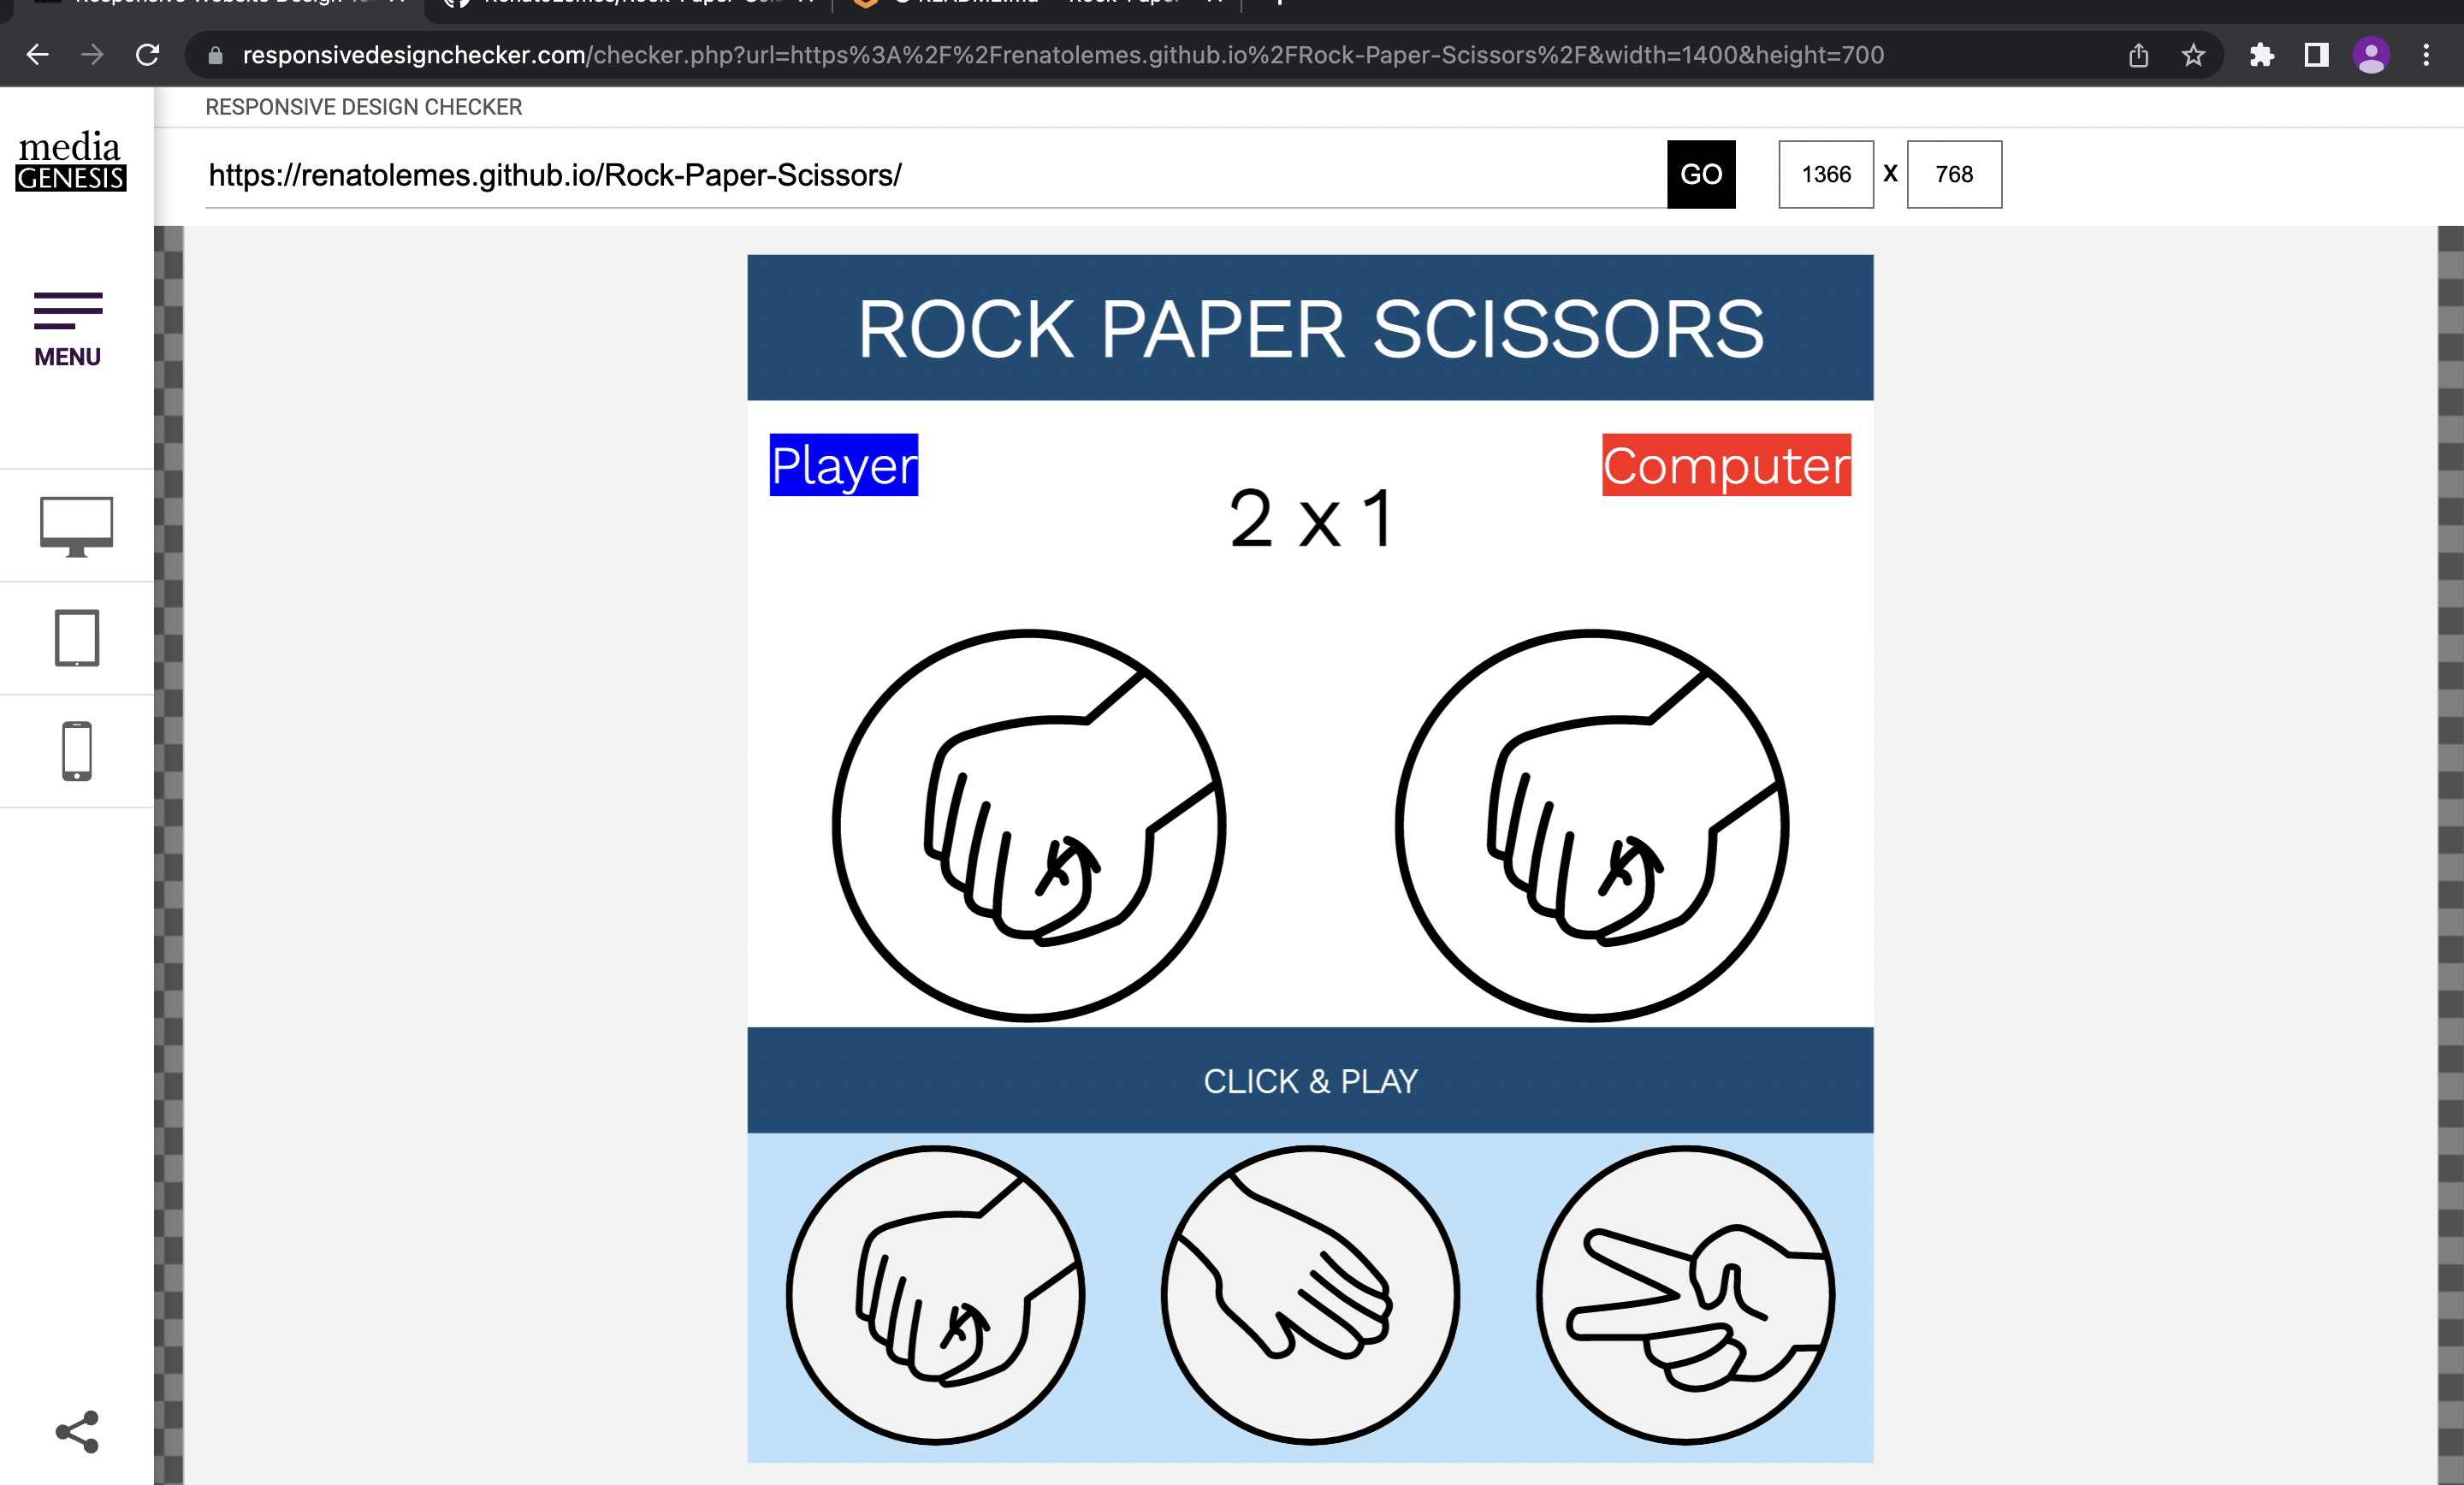 responsivedesignchecker.com/checker.php?url=https%3A%2F%2Frenatolemes.github.io%2FRock-Paper-Scissors%2F&width=1400&height=700
RESPONSIVE DESIGN CHECKER
media
GENESIS
https://renatolemes.github.io/Rock-Paper-Scissors/
GO
1366 X 768
MENU
ROCK PAPER SCISSORS
Player
Computer
2 x 1
CLICK & PLAY